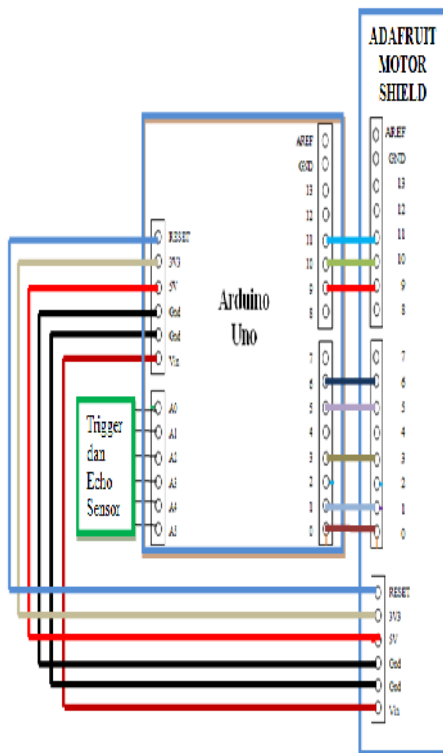 ADAFRUIT
MOTOR
SHIELD
AREF
GND
13
12
11
10
9
8
7
6
5
4
3
2
1
0
RESET
3V3
5V
Gnd
Gnd
Vin
Arduino
Uno
AREF
GND
13
12
11
10
9
8
7
6
5
4
3
2
1
0
A0
A1
A2
A3
A4
A5
Trigger
dan
Echo
Sensor
RESET
3V3
5V
Gnd
Gnd
Vin